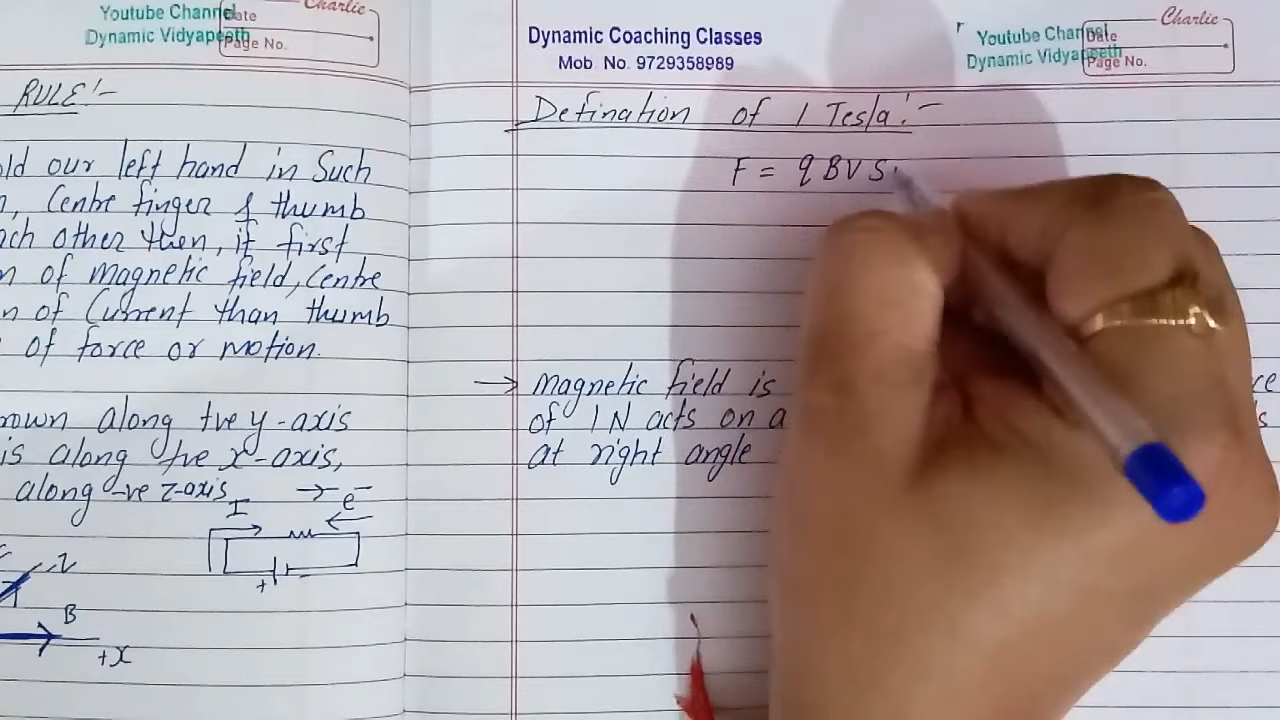 Youtube Channel
Dynamic Vidyapeeth
Charlie
Date
Page No.
RULE:-
old our left hand in Such
n, Centre finger & thumb
ach other then, if first
n of magnetic field, Centre
n of Current than thumb
of force or motion.
rown along +ve y-axis
is along +ve x-axis,
along -ve z-axis
I → e-
+
B
+X
Dynamic Coaching Classes
Mob. No. 9729358989
Youtube Channel
Dynamic Vidyapeeth
Charlie
Date
Page No.
Defination of 1 Tesla:-
F = qBVSi
→ magnetic field is
of 1N acts on a
at right angle